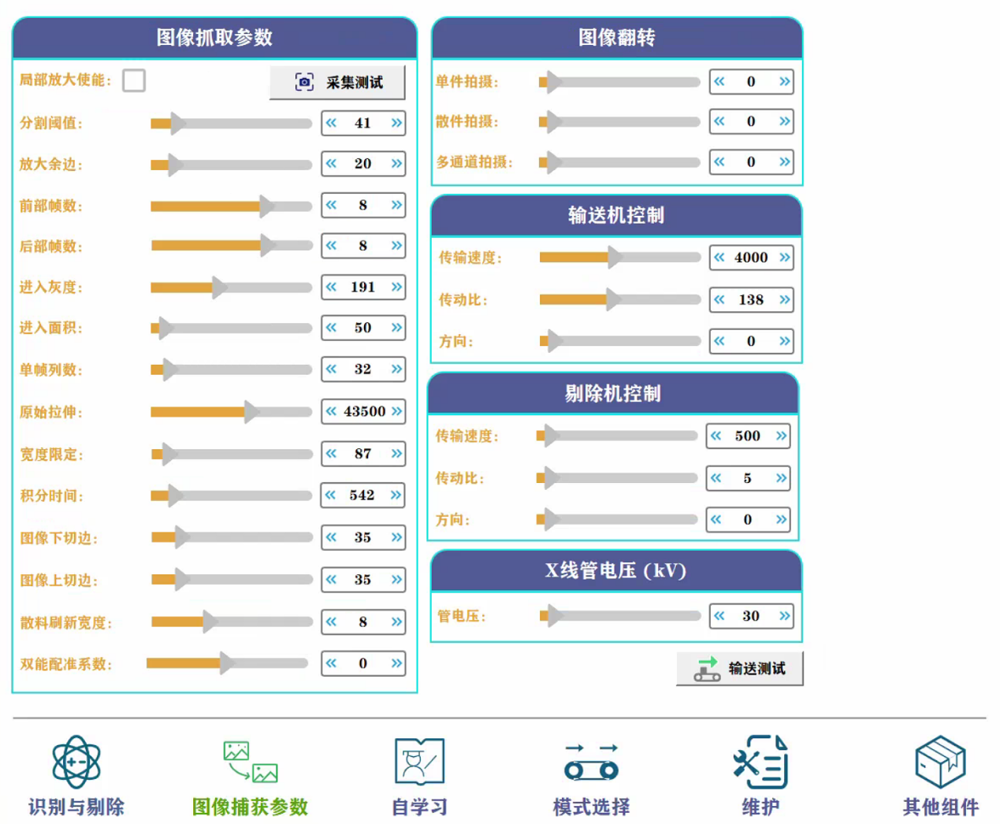 图像抓取参数
局部放大使能:
采集测试
分割阈值: 41
放大余边: 20
前部帧数: 8
后部帧数: 8
进入灰度: 191
进入面积: 50
单帧列数: 32
原始拉伸: 43500
宽度限定: 87
积分时间: 542
图像下切边: 35
图像上切边: 35
散料刷新宽度: 8
双能配准系数: 0
图像翻转
单件拍摄: 0
散件拍摄: 0
多通道拍摄: 0
输送机控制
传输速度: 4000
传动比: 138
方向: 0
剔除机控制
传输速度: 500
传动比: 5
方向: 0
X线管电压 (kV)
管电压: 30
输送测试
识别与剔除
图像捕获参数
自学习
模式选择
维护
其他组件